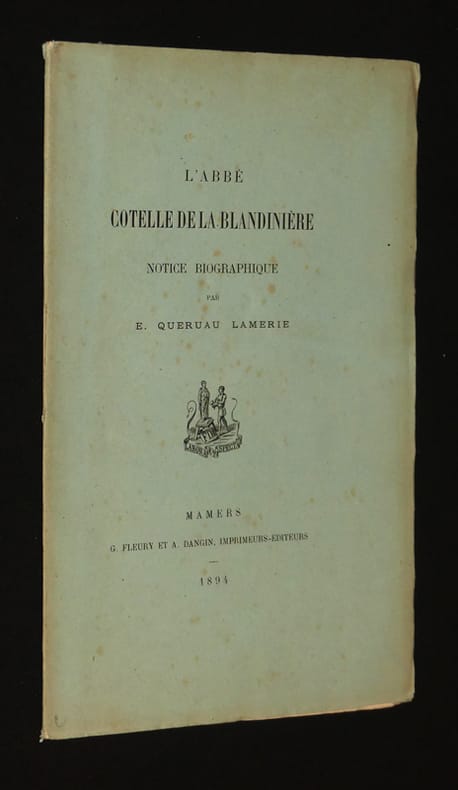 L'ABBÉ
COTELLE DE LA BLANDINIÈRE
NOTICE BIOGRAPHIQUE
PAR
E. QUERUAU LAMERIE
MAMERS
G. FLEURY ET A. DANGIN, IMPRIMEURS-ÉDITEURS
1894